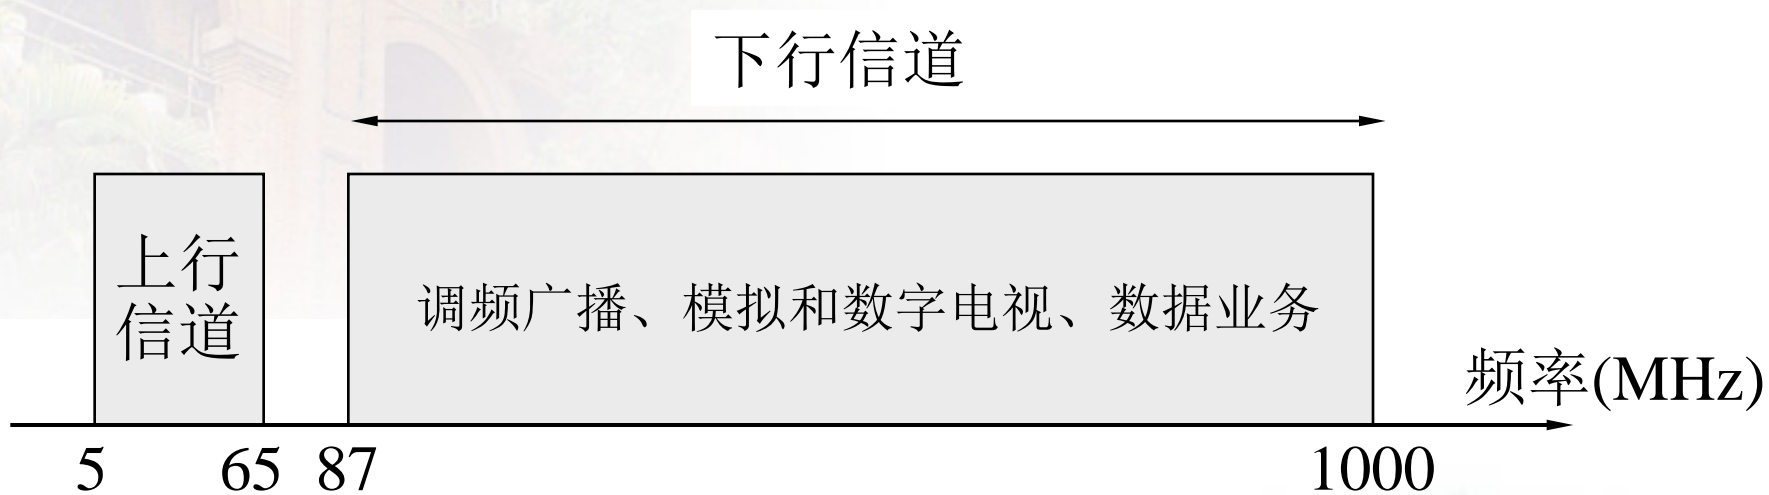 下行信道
上行
信道
调频广播、模拟和数字电视、数据业务
频率(MHz)
5 65 87 1000